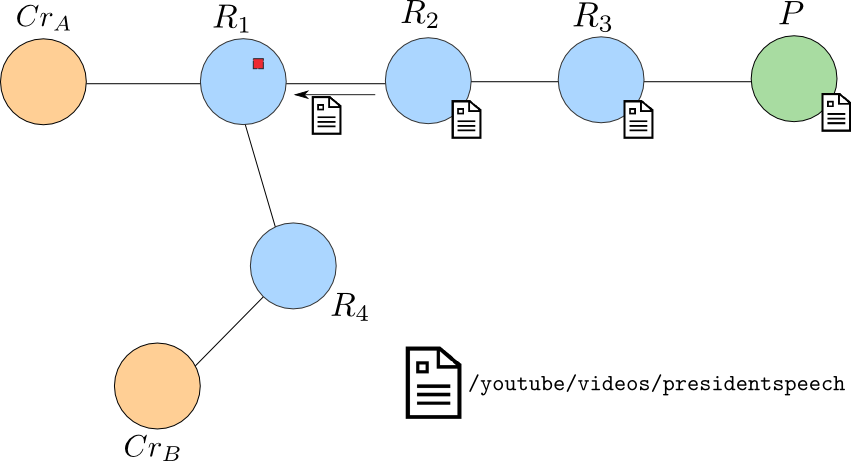 Cr_A
R_1
R_2
R_3
P
R_4
/youtube/videos/presidentspeech
Cr_B